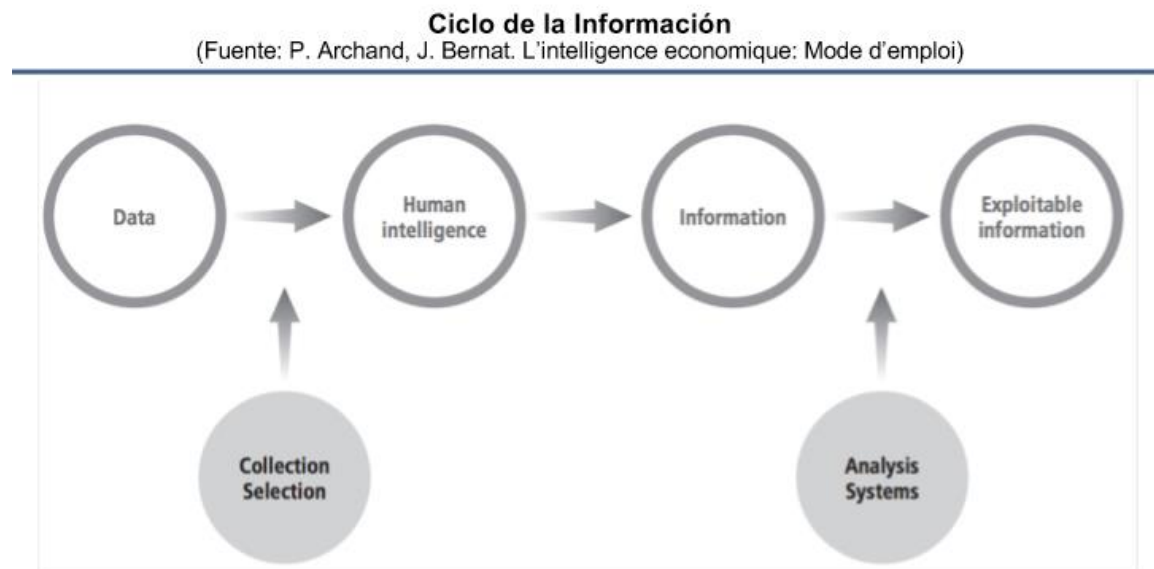 Ciclo de la Información
(Fuente: P. Archand, J. Bernat. L'intelligence economique: Mode d'emploi)
Data
Human
intelligence
Information
Exploitable
information
Collection
Selection
Analysis
Systems